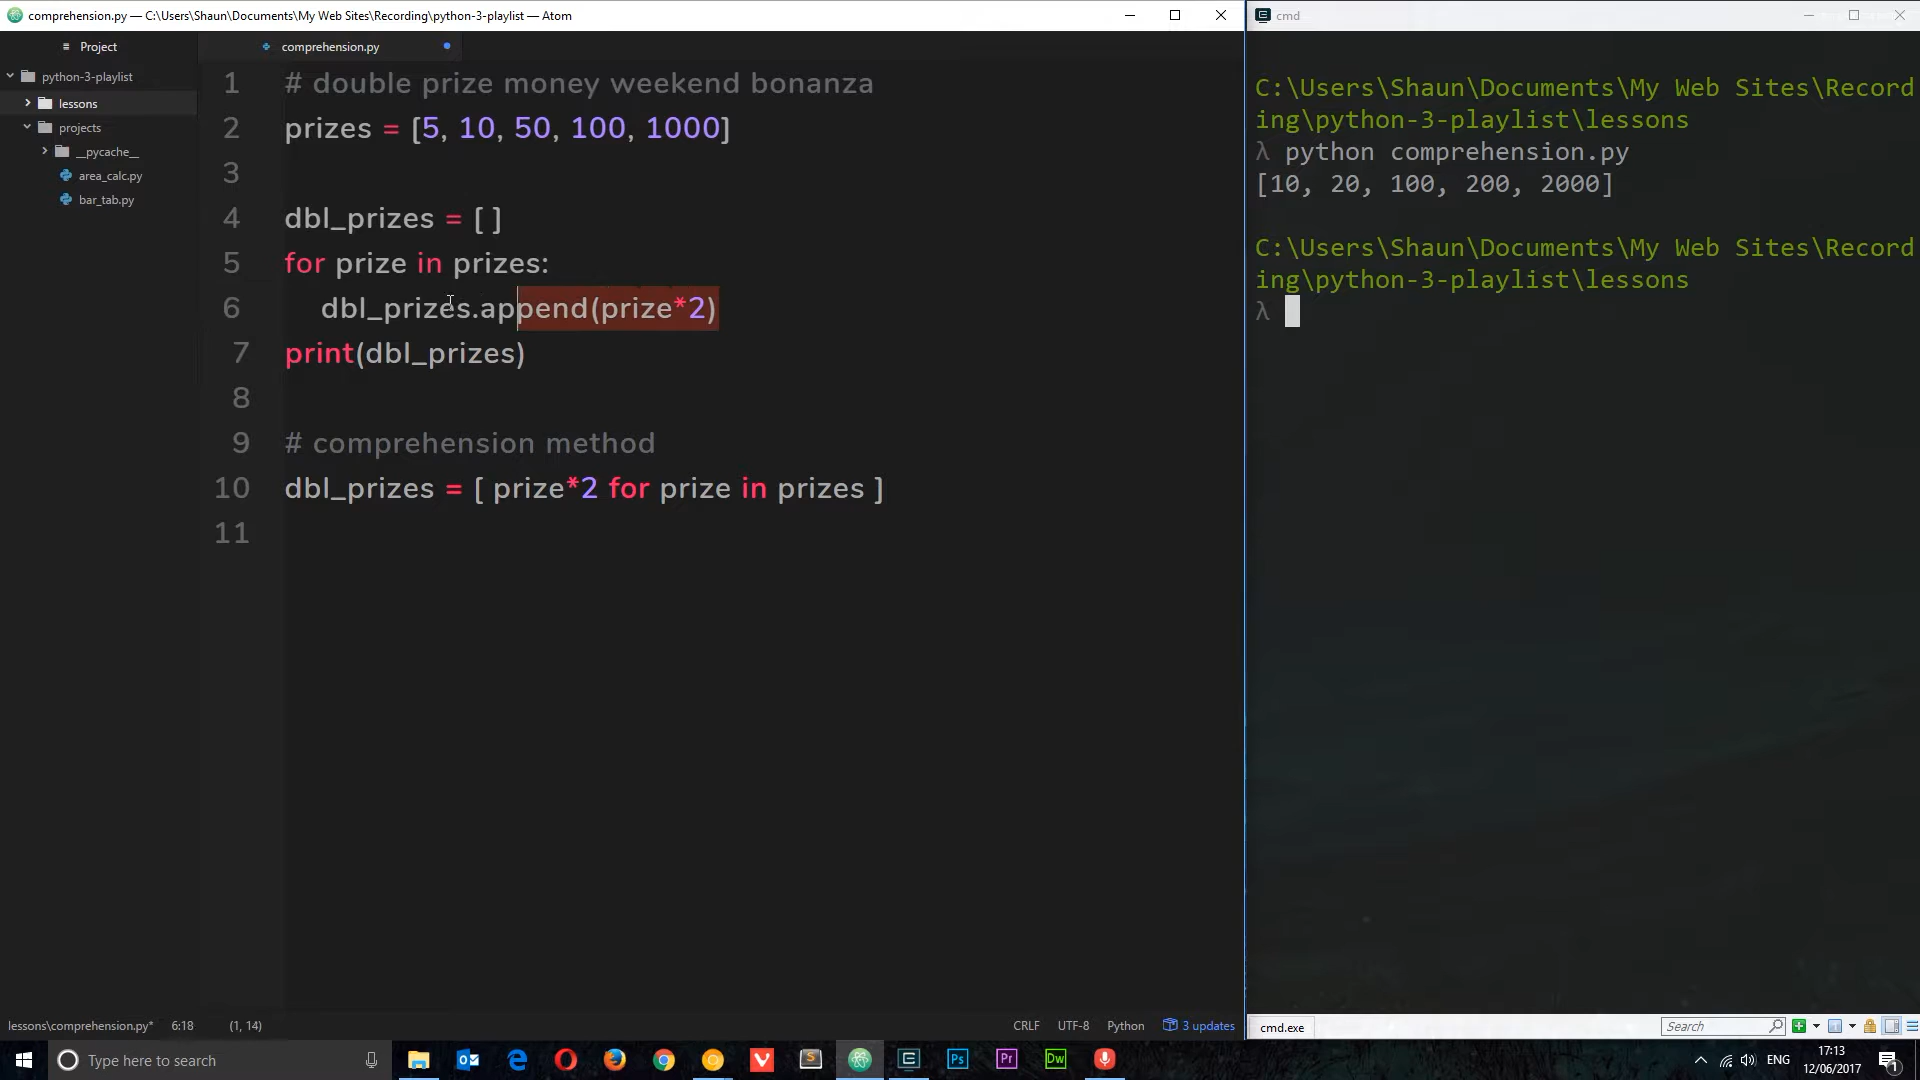 comprehension.py — C:\Users\Shaun\Documents\My Web Sites\Recording\python-3-playlist — Atom
Project
comprehension.py
python-3-playlist
lessons
projects
__pycache__
area_calc.py
bar_tab.py
1 # double prize money weekend bonanza
2 prizes = [5, 10, 50, 100, 1000]
3
4 dbl_prizes = [ ]
5 for prize in prizes:
6 dbl_prizes.append(prize*2)
7 print(dbl_prizes)
8
9 # comprehension method
10 dbl_prizes = [ prize*2 for prize in prizes ]
11
lessons\comprehension.py* 6:18 (1, 14) CRLF UTF-8 Python 3 updates
cmd
C:\Users\Shaun\Documents\My Web Sites\Record
ing\python-3-playlist\lessons
λ python comprehension.py
[10, 20, 100, 200, 2000]
C:\Users\Shaun\Documents\My Web Sites\Record
ing\python-3-playlist\lessons
λ
cmd.exe Search
Type here to search
Ps Pr Dw
ENG
17:13
12/06/2017
1